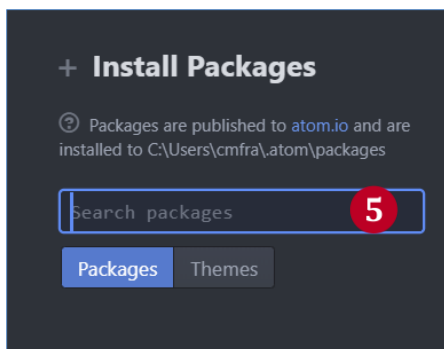 + Install Packages
? Packages are published to atom.io and are
installed to C:\Users\cmfra\.atom\packages
Search packages 5
Packages Themes